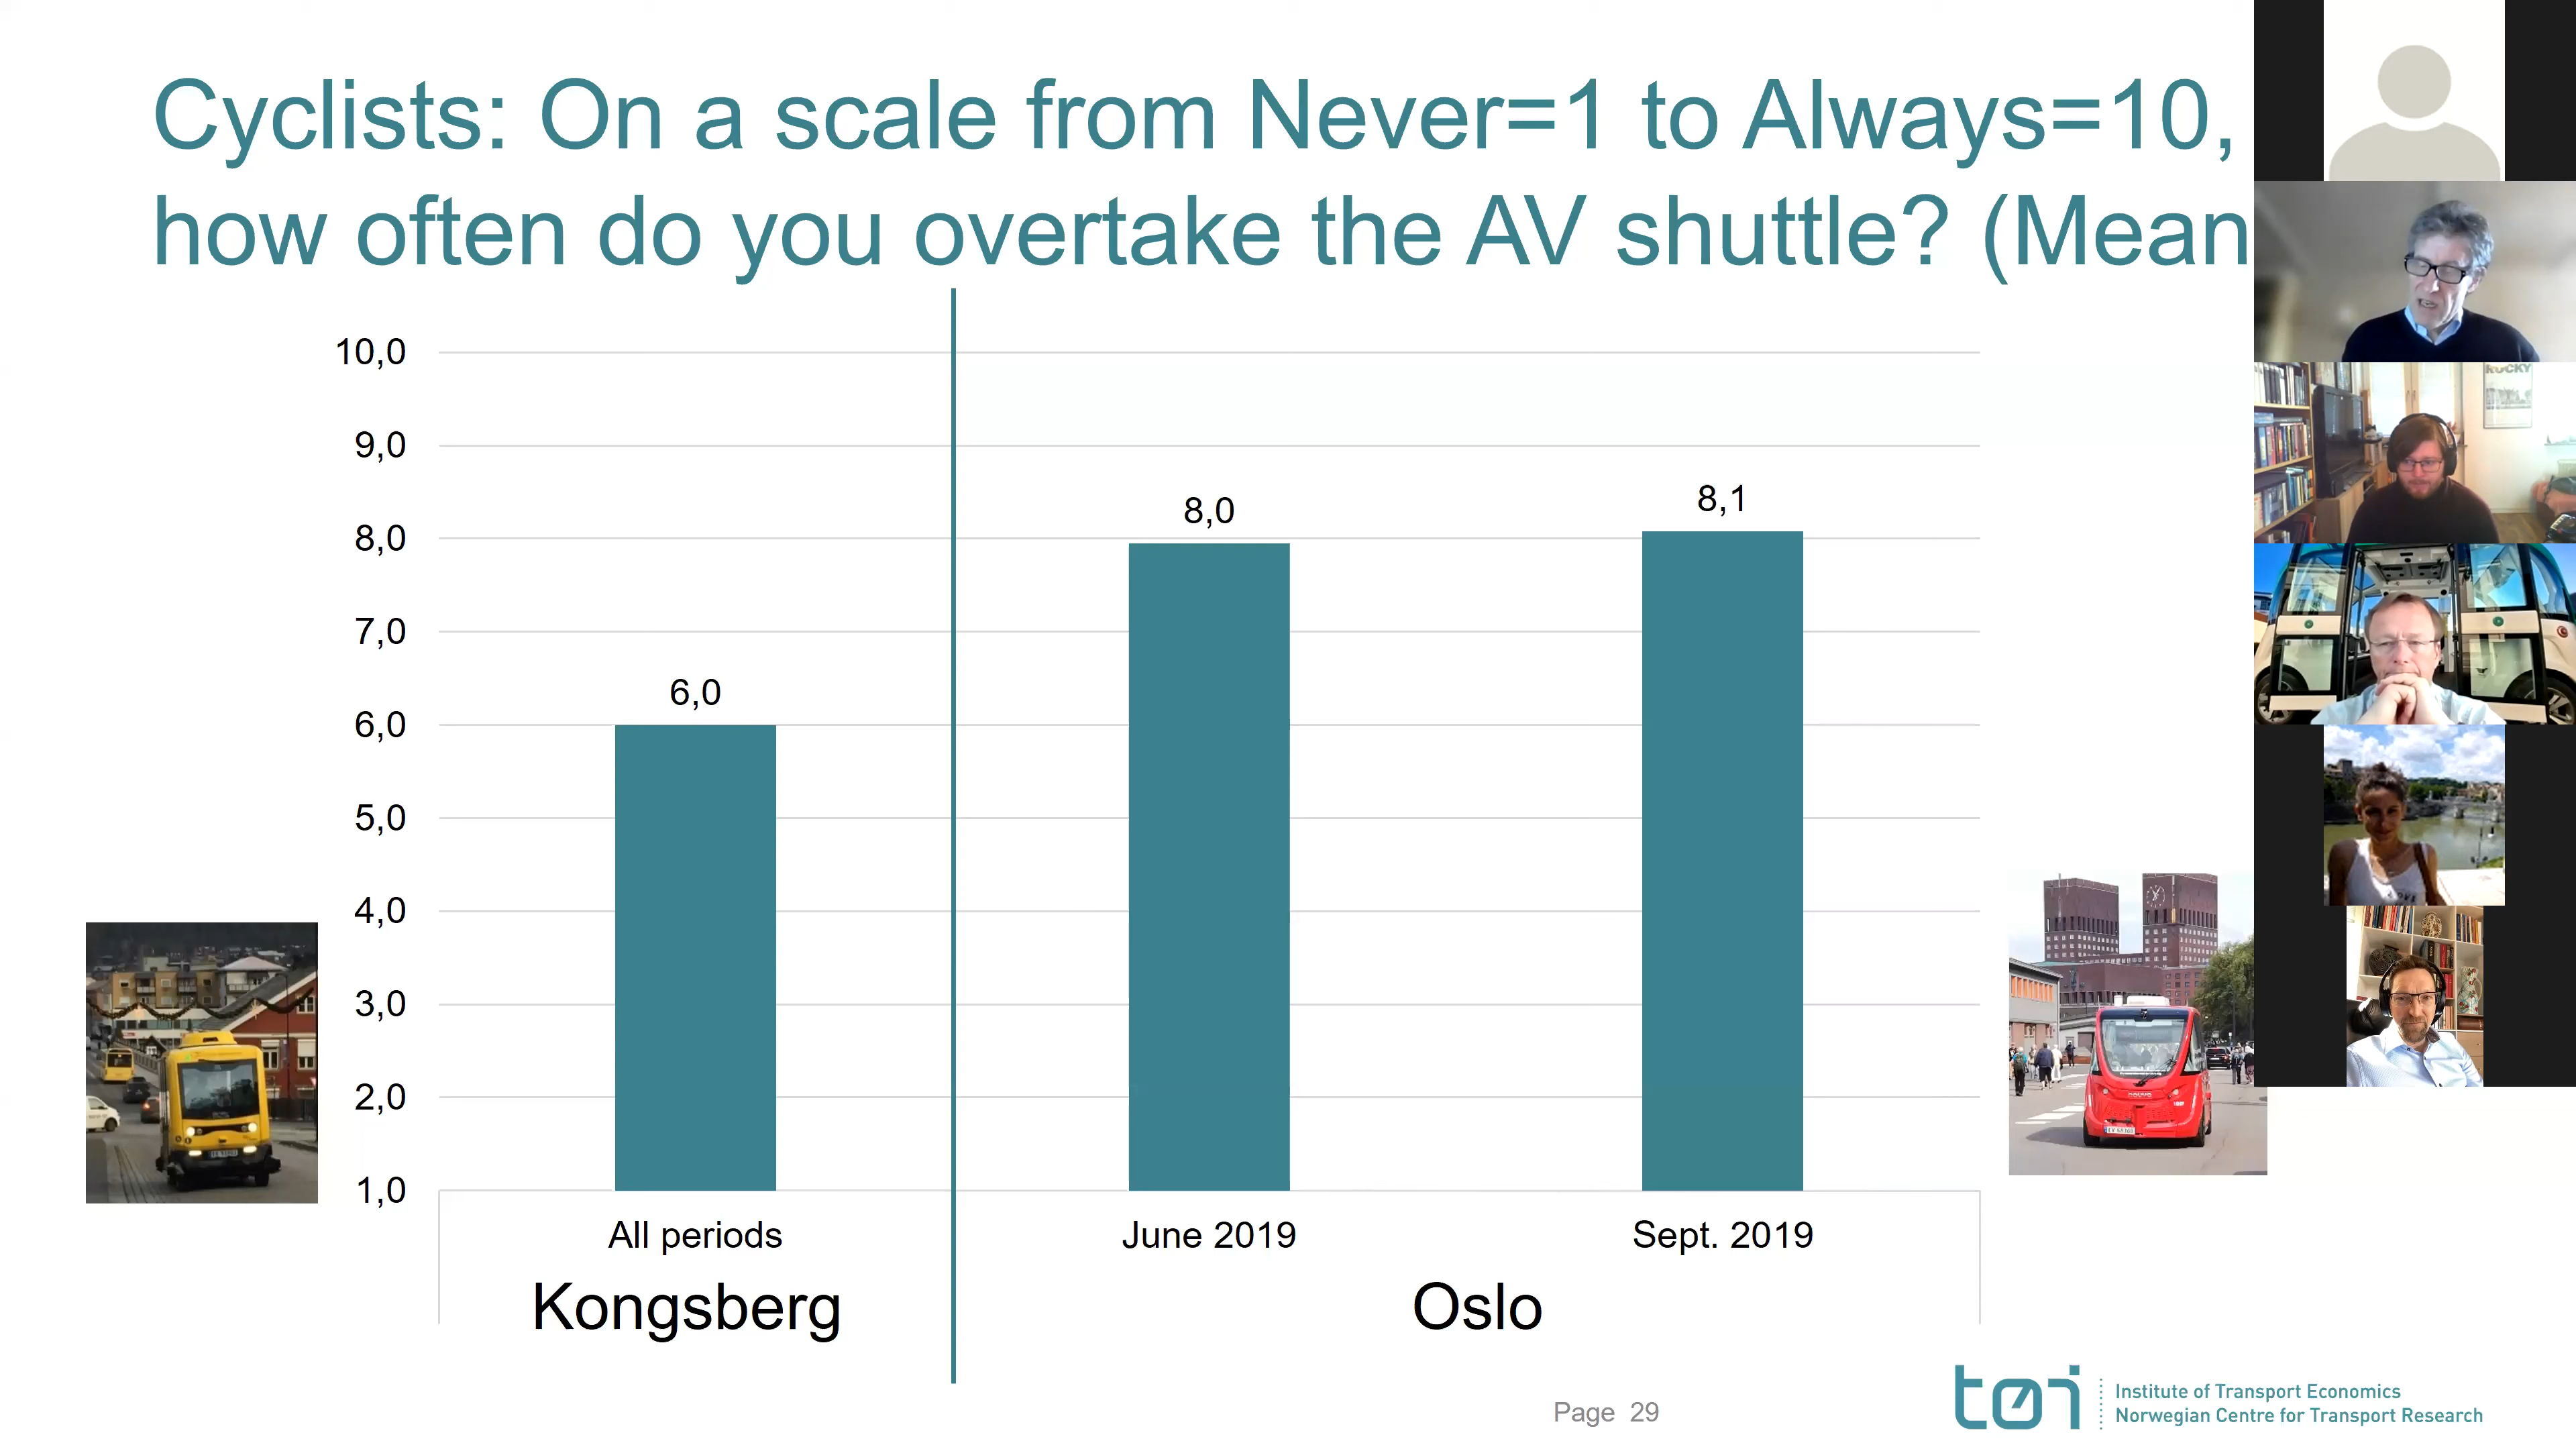 Cyclists: On a scale from Never=1 to Always=10,
how often do you overtake the AV shuttle? (Mean
10,0
9,0
8,0
7,0
6,0
5,0
4,0
3,0
2,0
1,0
6,0
8,0
8,1
All periods
June 2019
Sept. 2019
Kongsberg
Oslo
Page 29
tøi
Institute of Transport Economics
Norwegian Centre for Transport Research
ROCKY